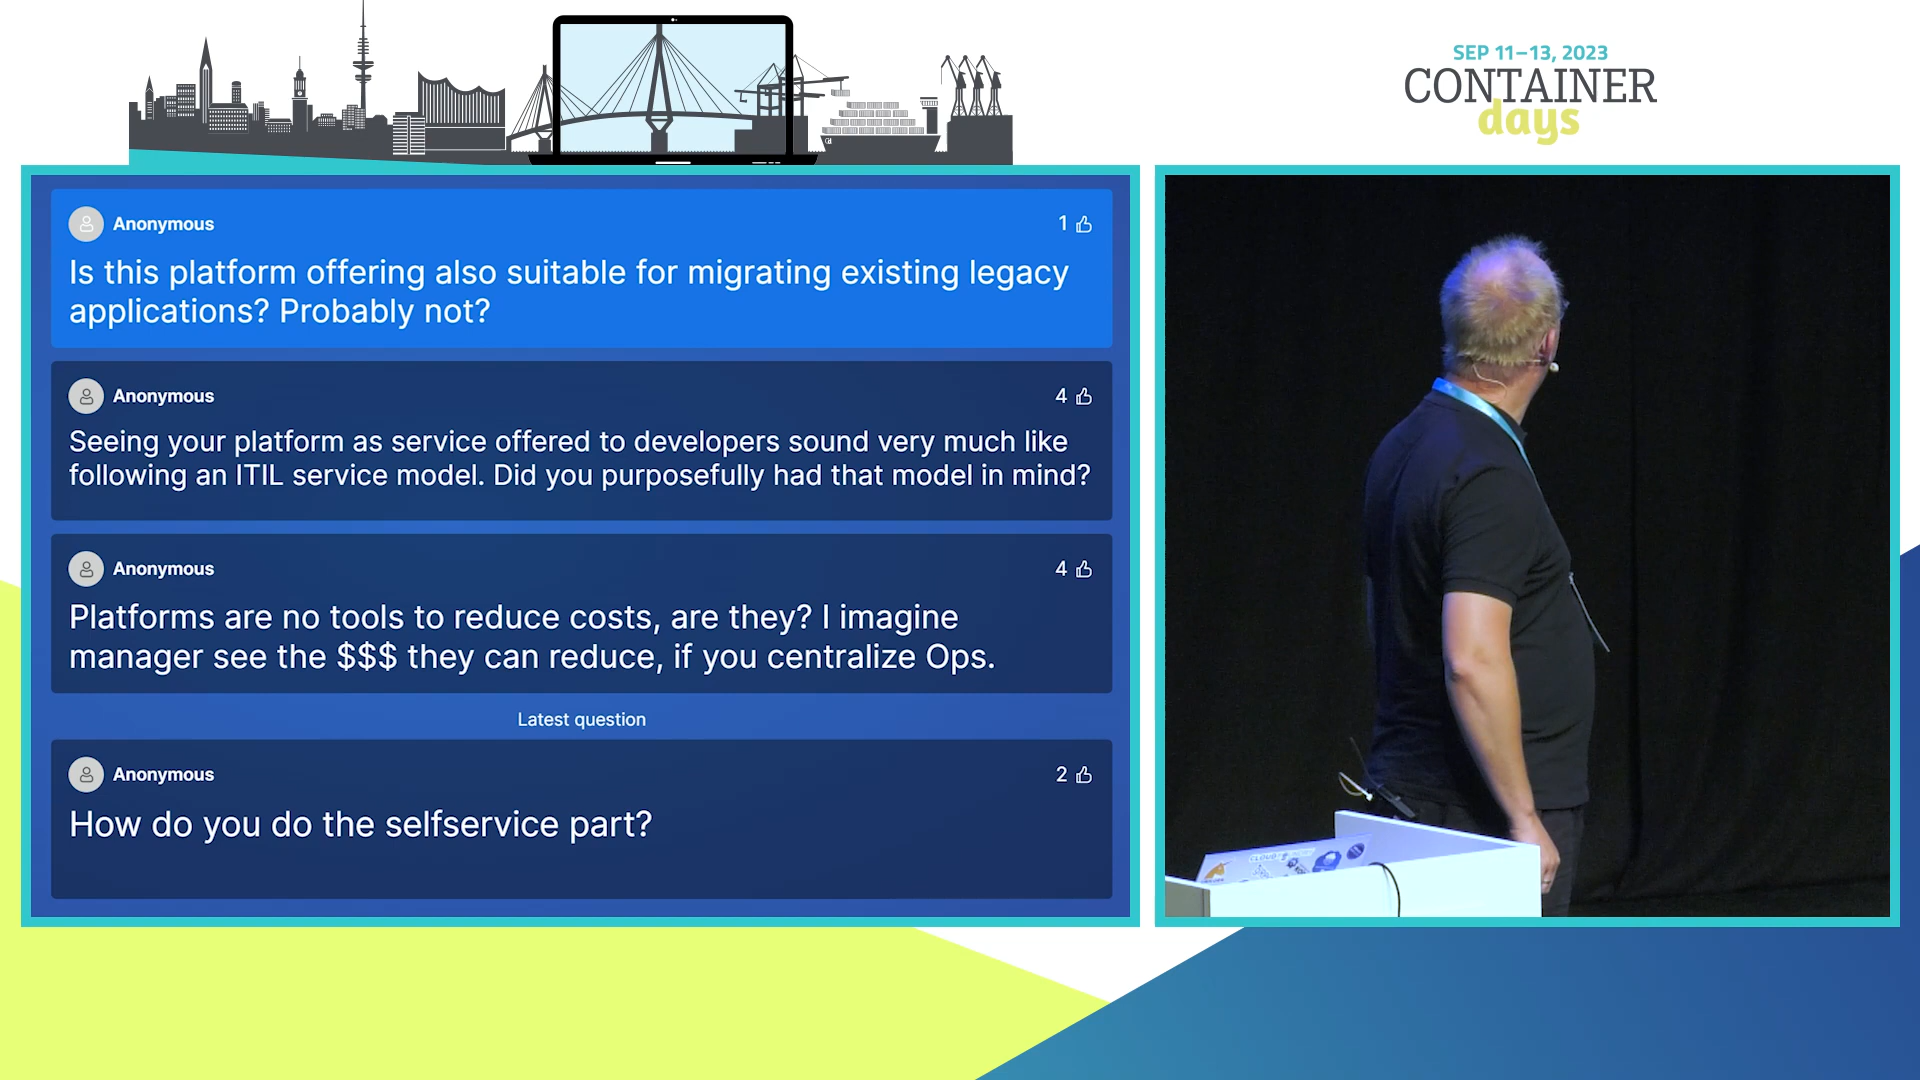 SEP 11–13, 2023
CONTAINER
days
Anonymous
1
Is this platform offering also suitable for migrating existing legacy
applications? Probably not?
Anonymous
4
Seeing your platform as service offered to developers sound very much like
following an ITIL service model. Did you purposefully had that model in mind?
Anonymous
4
Platforms are no tools to reduce costs, are they? I imagine
manager see the $$$ they can reduce, if you centralize Ops.
Latest question
Anonymous
2
How do you do the selfservice part?